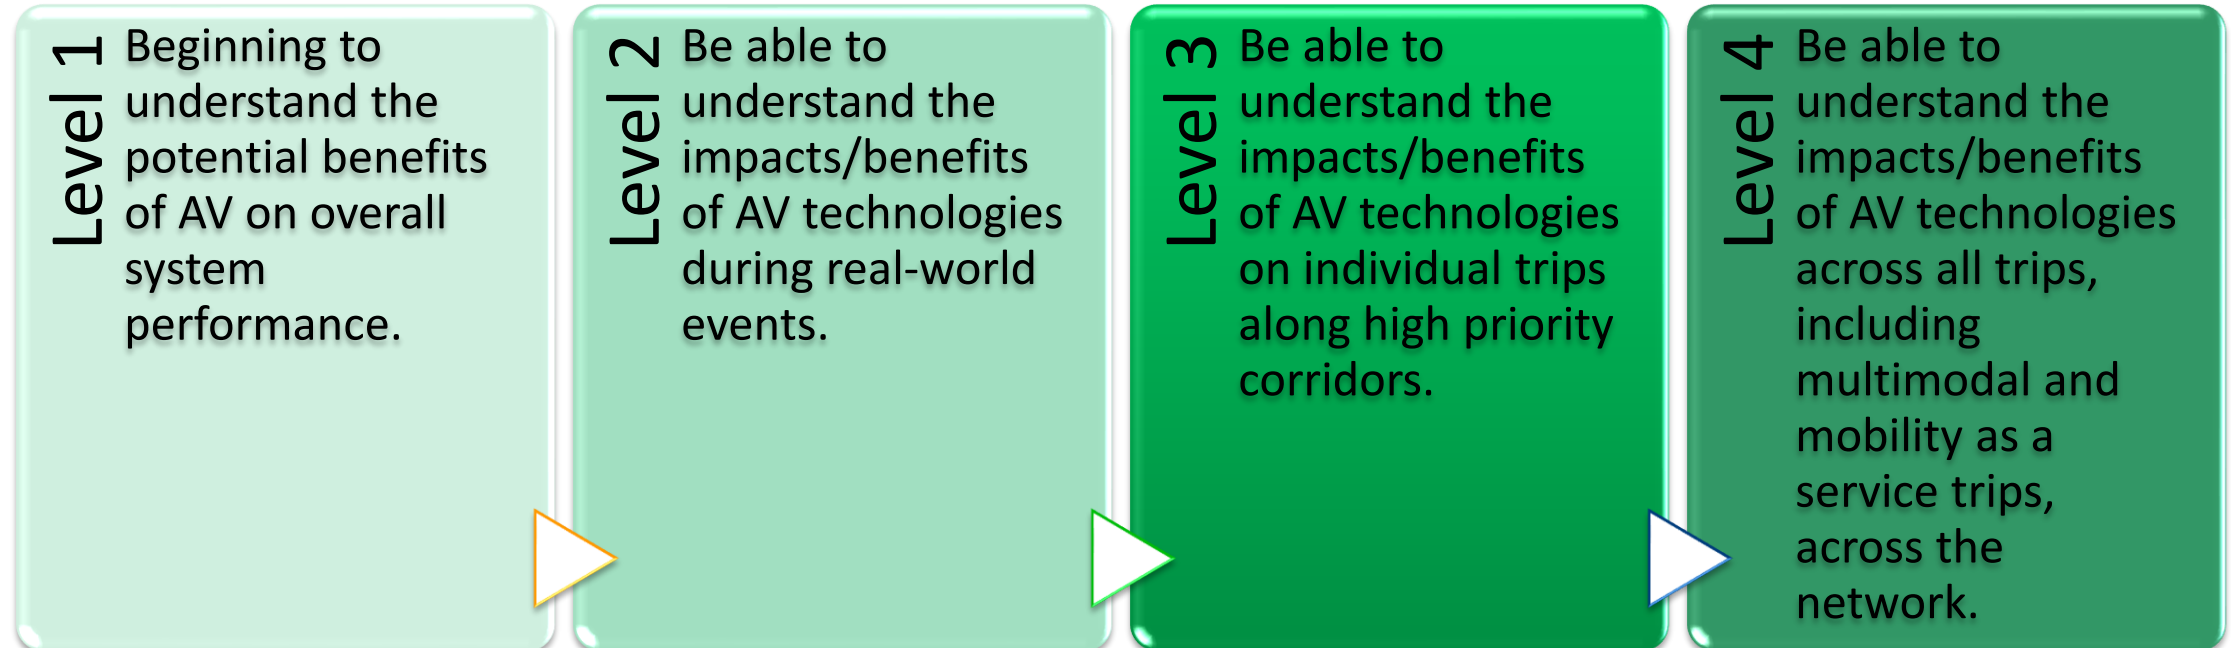 Level 1
Beginning to
understand the
potential benefits
of AV on overall
system
performance.
Level 2
Be able to
understand the
impacts/benefits
of AV technologies
during real-world
events.
Level 3
Be able to
understand the
impacts/benefits
of AV technologies
on individual trips
along high priority
corridors.
Level 4
Be able to
understand the
impacts/benefits
of AV technologies
across all trips,
including
multimodal and
mobility as a
service trips,
across the
network.